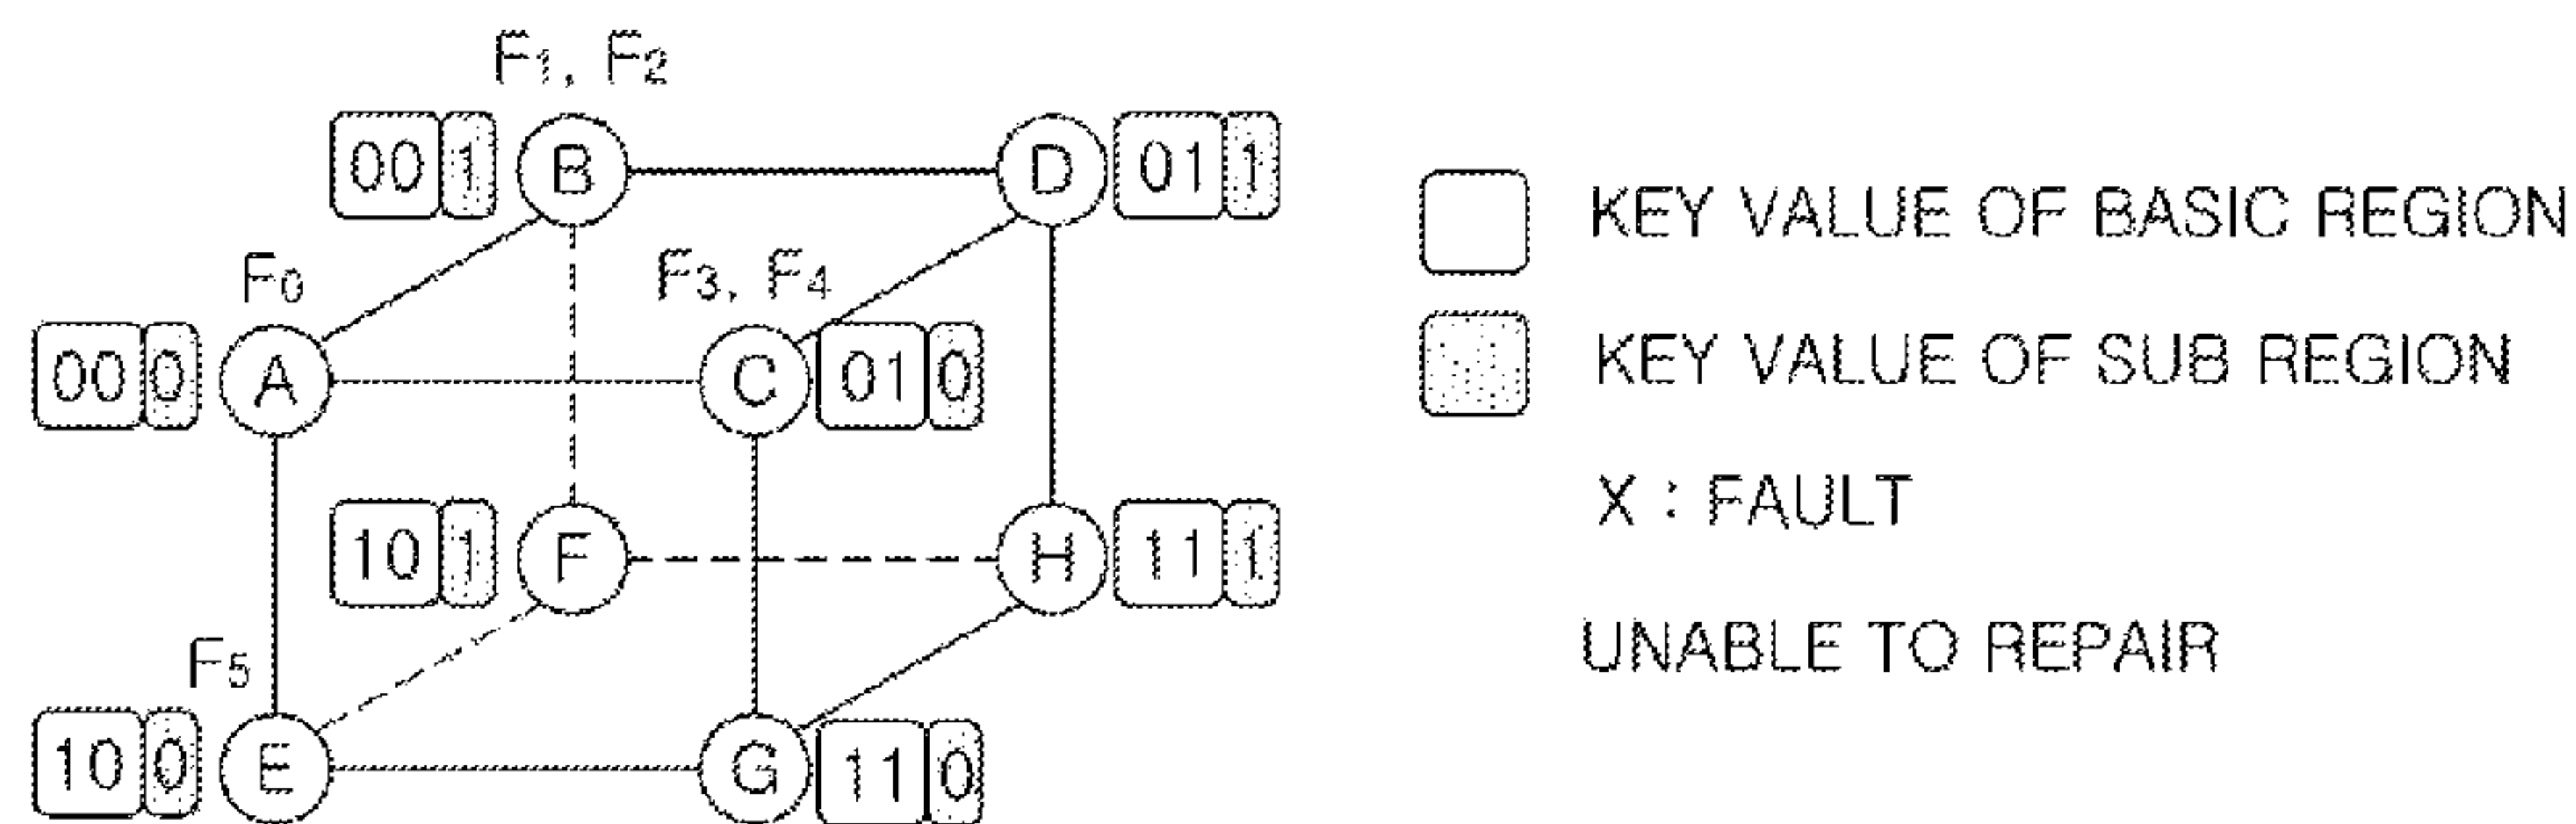 F1, F2
00 1 B D 01 1
KEY VALUE OF BASIC REGION
F0 F3, F4
00 0 A C 01 0
KEY VALUE OF SUB REGION
X : FAULT
10 1 F H 11 1
UNABLE TO REPAIR
F5
10 0 E G 11 0